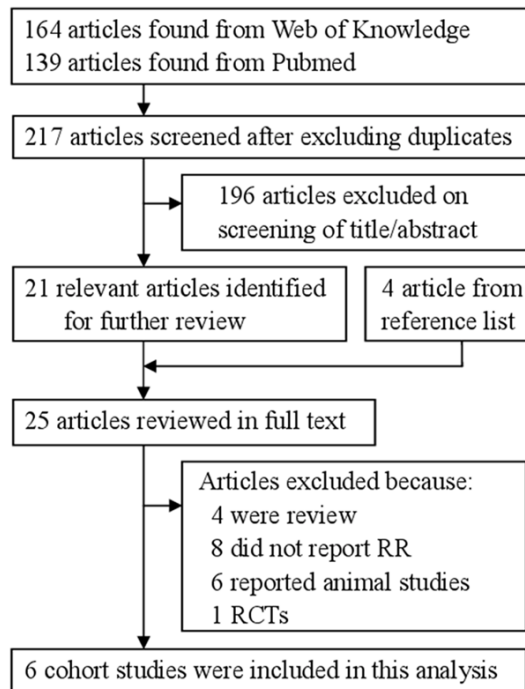 164 articles found from Web of Knowledge
139 articles found from Pubmed
217 articles screened after excluding duplicates
196 articles excluded on
screening of title/abstract
21 relevant articles identified
for further review
4 article from
reference list
25 articles reviewed in full text
Articles excluded because:
4 were review
8 did not report RR
6 reported animal studies
1 RCTs
6 cohort studies were included in this analysis